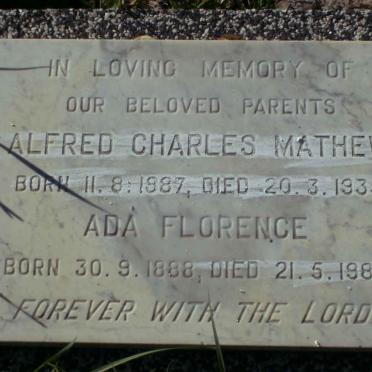 IN LOVING MEMORY OF
OUR BELOVED PARENTS
ALFRED CHARLES MATHEW
BORN 11.8.1987, DIED 20.3.193
ADA FLORENCE
BORN 30.9.1888, DIED 21.5.198
FOREVER WITH THE LORD.